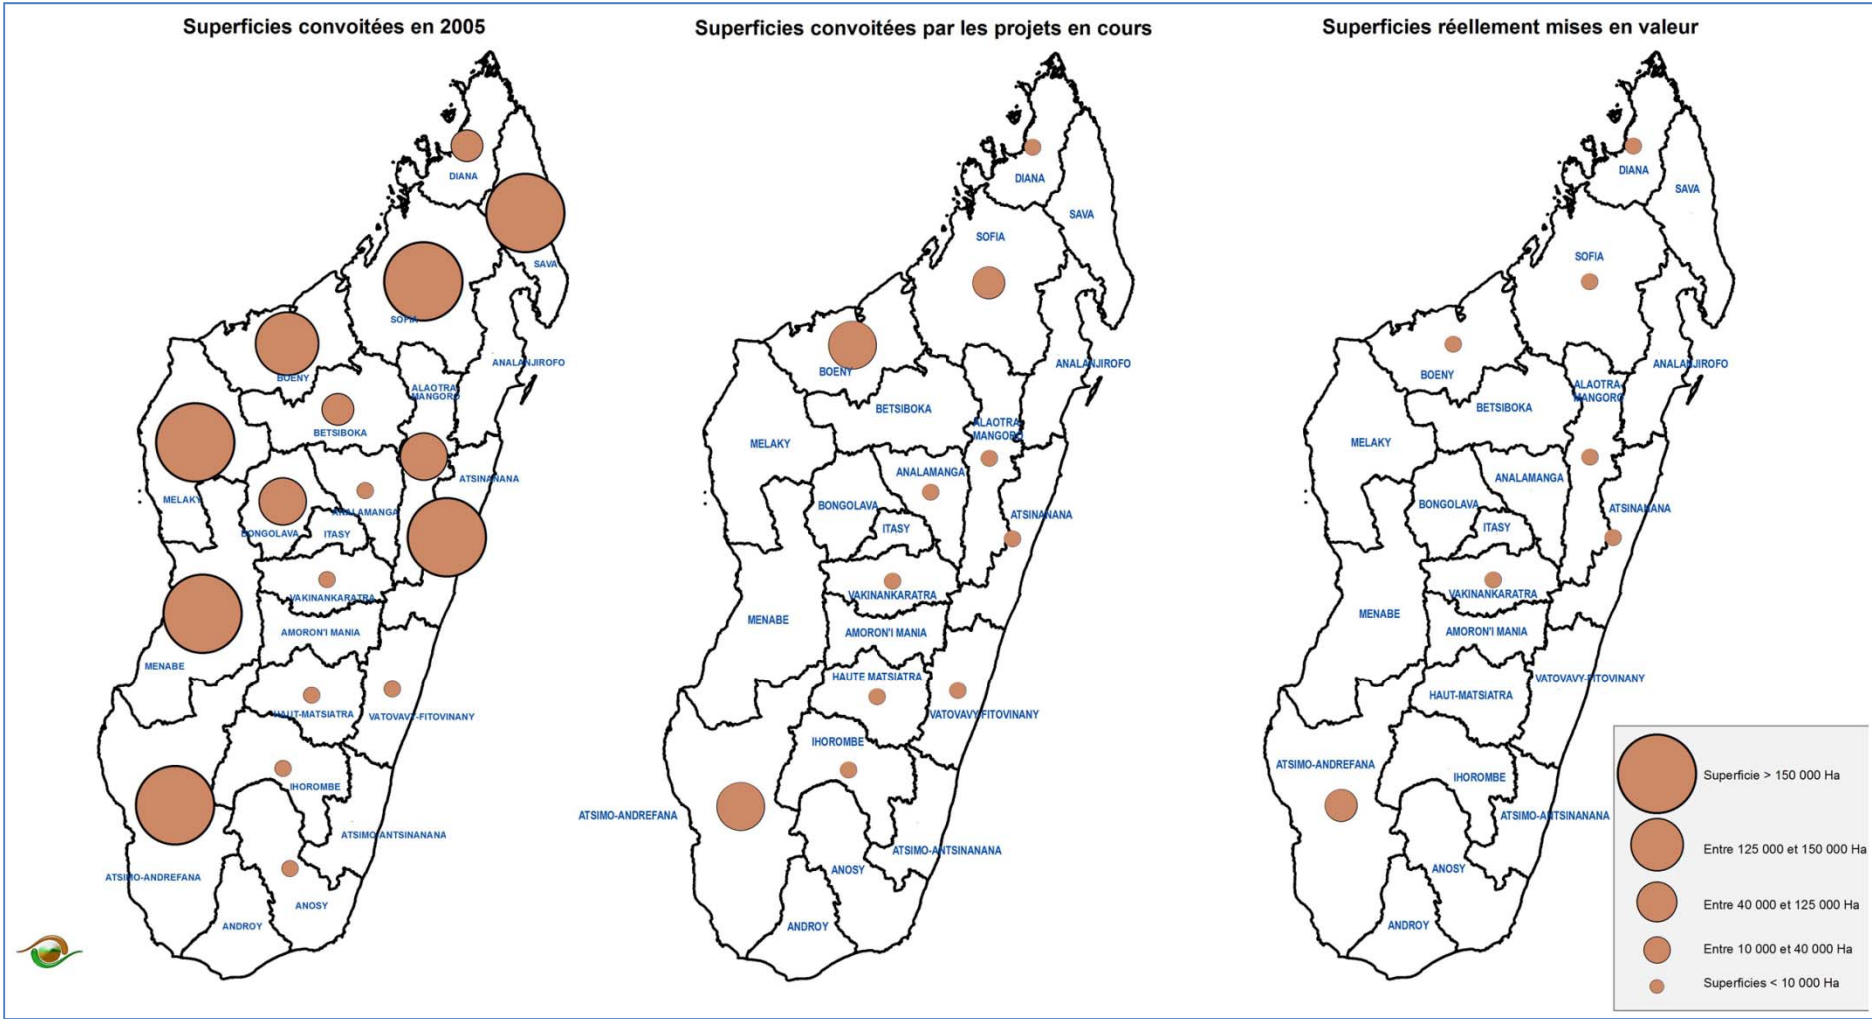 Superficies convoitées en 2005
DIANA
SAVA
SOFIA
BOENY
ANALANJIROFO
ALAOTRA-
MANGORO
BETSIBOKA
MELAKY
ATSINANANA
ANALAMANGA
BONGOLAVA
ITASY
VAKINANKARATRA
AMORON'I MANIA
MENABE
HAUT-MATSIATRA
VATOVAVY-FITOVINANY
IHOROMBE
ATSIMO-ANTSINANANA
ATSIMO-ANDREFANA
ANOSY
ANDROY
Superficies convoitées par les projets en cours
DIANA
SAVA
SOFIA
BOENY
ANALANJIROFO
BETSIBOKA
ALAOTRA-
MANGORO
MELAKY
ANALAMANGA
BONGOLAVA
ATSINANANA
ITASY
VAKINANKARATRA
MENABE
AMORON'I MANIA
HAUTE MATSIATRA
VATOVAVY-FITOVINANY
IHOROMBE
ATSIMO-ANDREFANA
ATSIMO-ANTSINANANA
ANOSY
ANDROY
Superficies réellement mises en valeur
DIANA
SAVA
SOFIA
ANALANJIROFO
BOENY
ALAOTRA-
MANGORO
BETSIBOKA
MELAKY
ANALAMANGA
BONGOLAVA
ATSINANANA
ITASY
VAKINANKARATRA
MENABE
AMORON'I MANIA
VATOVAVY-FITOVINANY
HAUT-MATSIATRA
ATSIMO-ANDREFANA
IHOROMBE
ATSIMO-ANTSINANANA
ANOSY
ANDROY
Superficie > 150 000 Ha
Entre 125 000 et 150 000 Ha
Entre 40 000 et 125 000 Ha
Entre 10 000 et 40 000 Ha
Superficies < 10 000 Ha